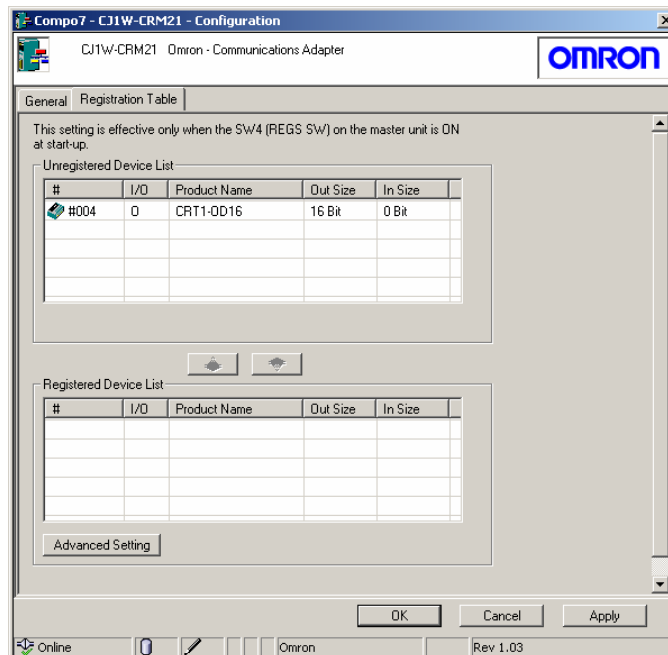 Compo7 - CJ1W-CRM21 - Configuration
CJ1W-CRM21 Omron - Communications Adapter
OMRON
General Registration Table
This setting is effective only when the SW4 (REGS SW) on the master unit is ON
at start-up.
Unregistered Device List
# I/O Product Name Out Size In Size
#004 O CRT1-OD16 16 Bit 0 Bit
Registered Device List
# I/O Product Name Out Size In Size
Advanced Setting
OK Cancel Apply
Online Omron Rev 1.03